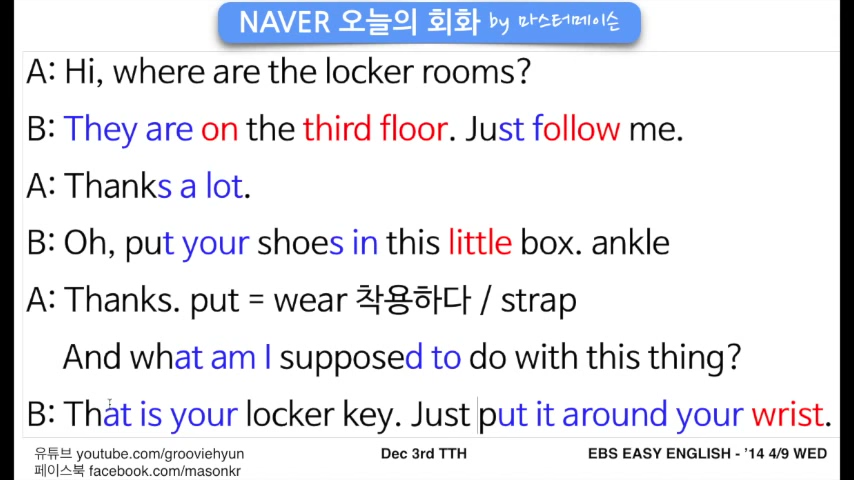 NAVER 오늘의 회화 by 마스터메이슨
A: Hi, where are the locker rooms?
B: They are on the third floor. Just follow me.
A: Thanks a lot.
B: Oh, put your shoes in this little box. ankle
A: Thanks. put = wear 착용하다 / strap
And what am I supposed to do with this thing?
B: That is your locker key. Just put it around your wrist.
유튜브 youtube.com/grooviehyun
페이스북 facebook.com/masonkr
Dec 3rd TTH
EBS EASY ENGLISH - ’14 4/9 WED